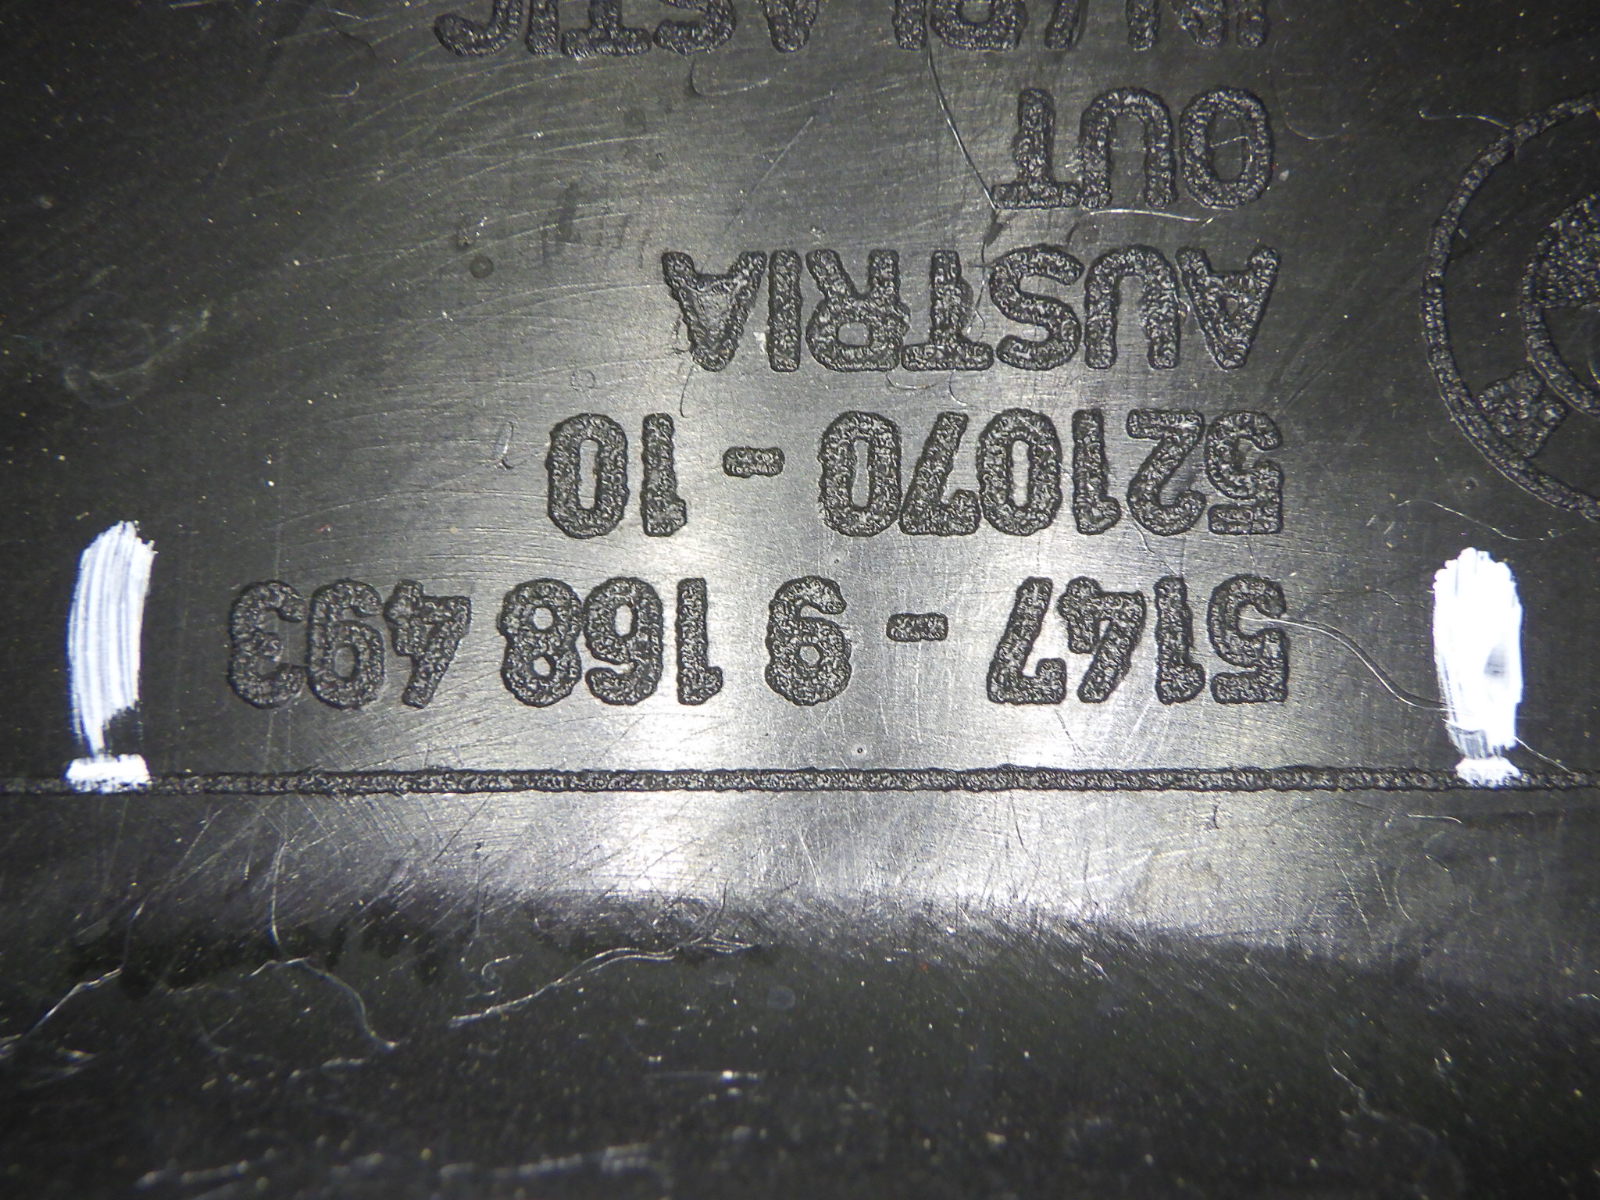 5147 - 9 168 493
521070 - 10
AUSTRIA
OUT